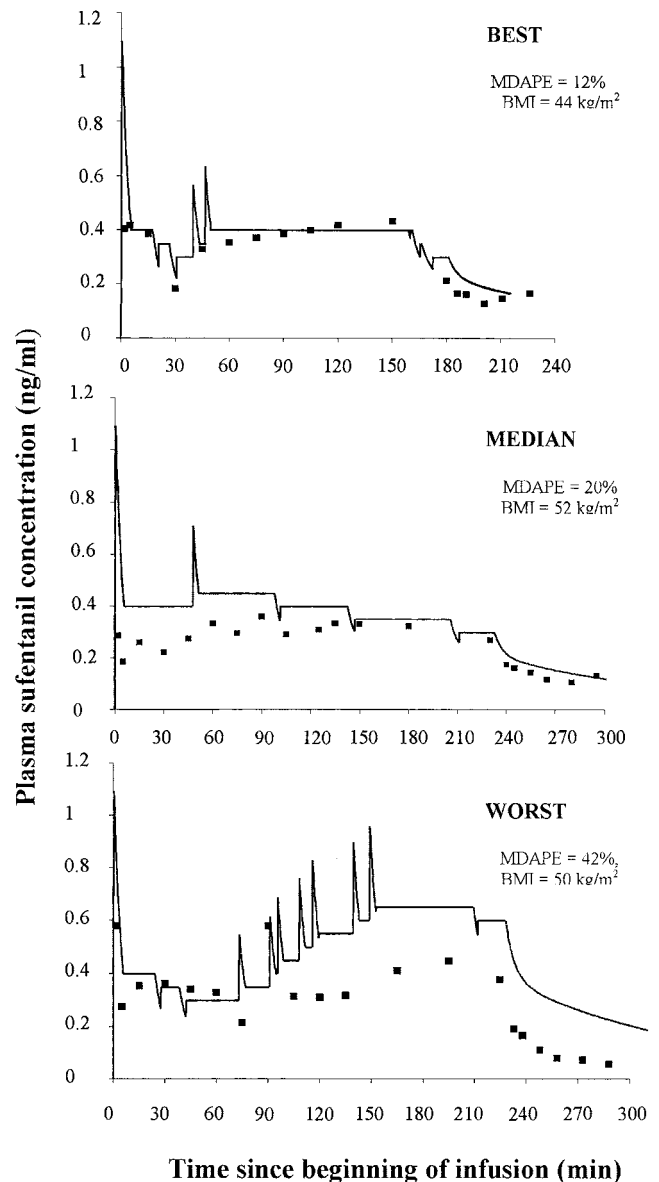 Plasma sufentanil concentration (ng/ml)
BEST
MDAPE = 12%
BMI = 44 kg/m²
1.2
1
0.8
0.6
0.4
0.2
0
0 30 60 90 120 150 180 210 240
MEDIAN
MDAPE = 20%
BMI = 52 kg/m²
1.2
1
0.8
0.6
0.4
0.2
0
0 30 60 90 120 150 180 210 240 270 300
WORST
MDAPE = 42%,
BMI = 50 kg/m²
1.2
1
0.8
0.6
0.4
0.2
0
0 30 60 90 120 150 180 210 240 270 300
Time since beginning of infusion (min)